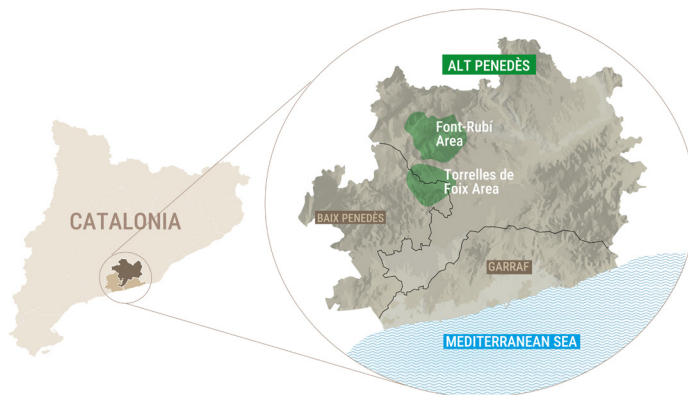 ALT PENEDÈS
Font-Rubí
Area
Torrelles de
Foix Area
BAIX PENEDÈS
CATALONIA
GARRAF
MEDITERRANEAN SEA